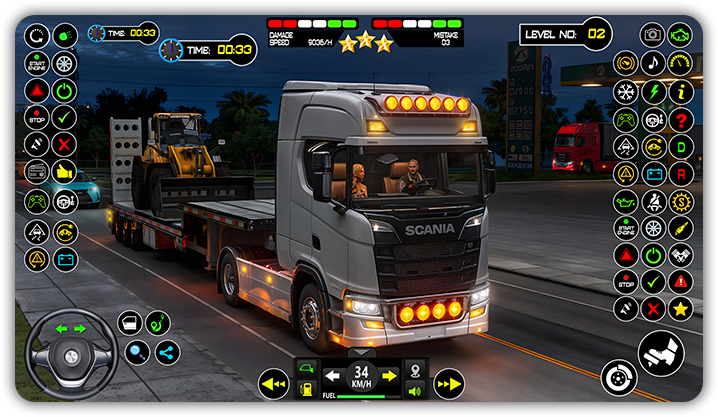 TIME: 00:33
TIME: 00:33
DAMAGE
SPEED 9036/H
MISTAKE
03
LEVEL NO: 02
START
ENGINE
STOP
D
R
START
ENGINE
STOP
SCANIA
34
KM/H
FUEL